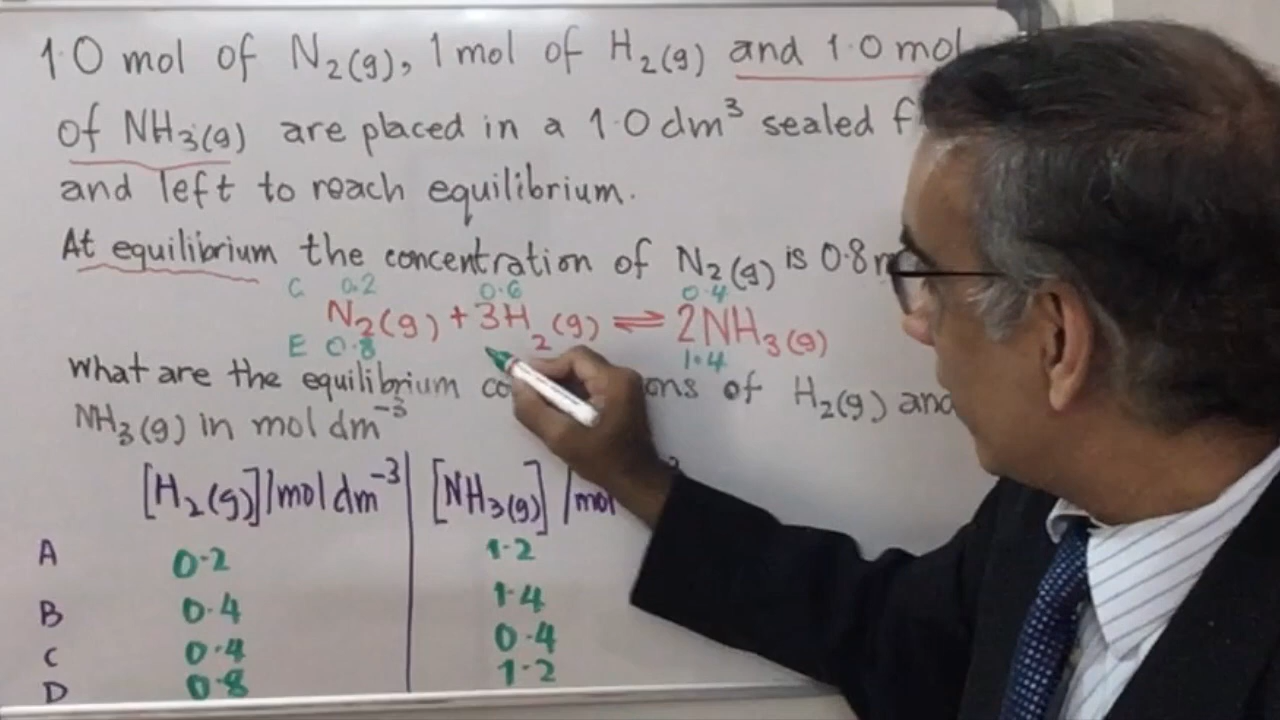 1.0 mol of N2(g), 1 mol of H2(g) and 1.0 mol
of NH3(g) are placed in a 1.0 dm³ sealed
and left to reach equilibrium.
At equilibrium the concentration of N2(g) is 0.8
C 0.2 0.6 0.4
N2(g) + 3H2(g) ⇌ 2NH3(g)
E 0.8 1.4
What are the equilibrium of H2(g) and
NH3(g) in mol dm⁻³
[H2(g)]/mol dm⁻³ [NH3(g)] /mol
A 0.2 1.2
B 0.4 1.4
C 0.4 0.4
D 0.8 1.2